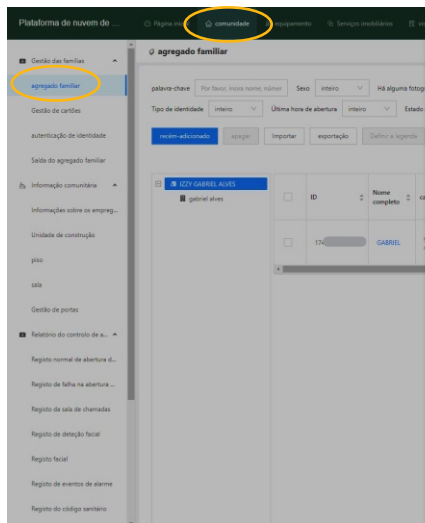 Plataforma de nuvem de ...
Página
comunidade
equipamento
Serviços imobiliários
Gestão das famílias
agregado familiar
Gestão de cartões
autenticação de identidade
Saída do agregado familiar
Informação comunitária
Informações sobre os empreg...
Unidade de construção
piso
sala
Gestão de portas
Relatório do controlo de a...
Registo normal de abertura d...
Registo de falha na abertura ...
Registo da sala de chamadas
Registo de deteção facial
Registo facial
Registo de eventos de alarme
Registo do código sanitário
agregado familiar
palavra-chave Por favor, insira nome, númer Sexo inteiro Há alguma fotog
Tipo de identidade inteiro Última hora de abertura inteiro Estado
recém-adicionado apagar Importar exportação Definir a legenda
IZZY GABRIEL ALVES
gabriel alves
ID Nome completo
174 GABRIEL